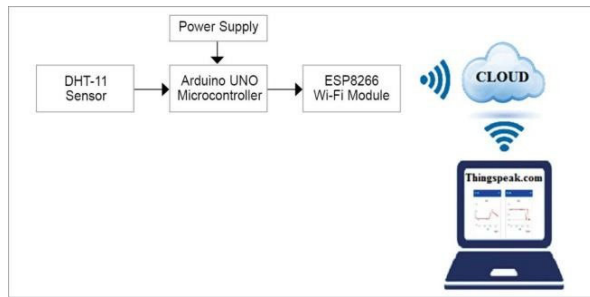 Power Supply
DHT-11
Sensor
Arduino UNO
Microcontroller
ESP8266
Wi-Fi Module
CLOUD
Thingspeak.com